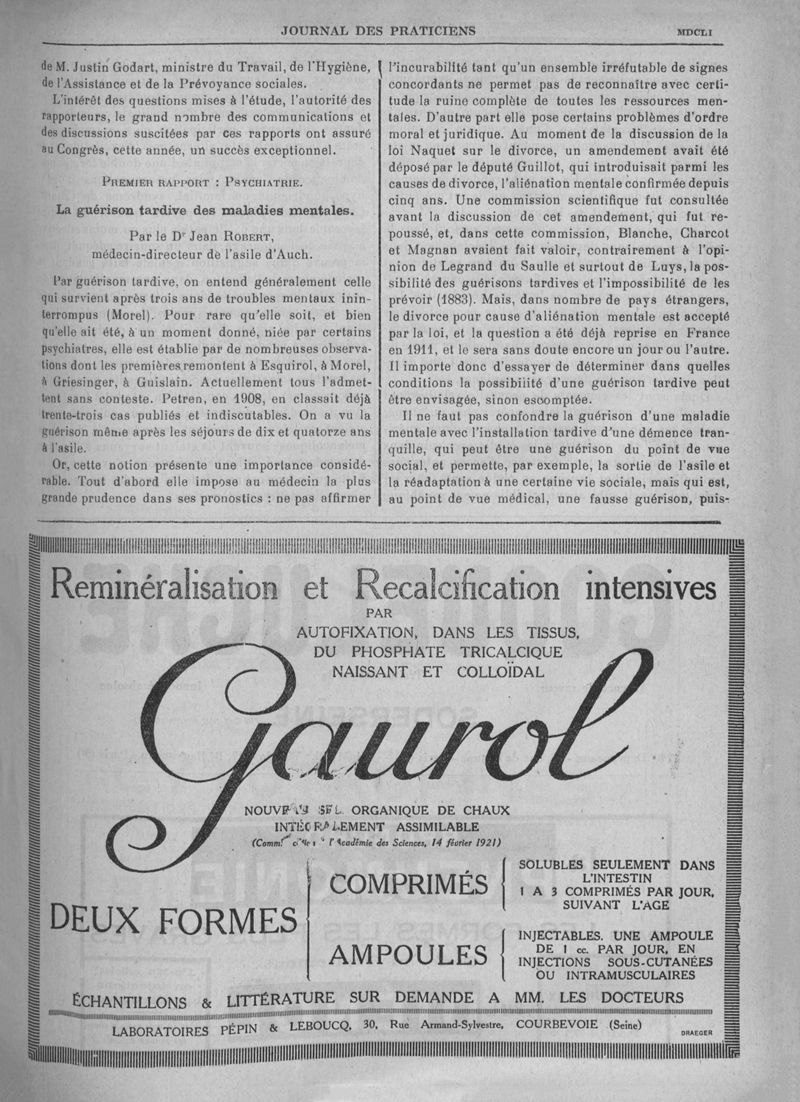 JOURNAL DES PRATICIENS
MDCLI
de M. Justin Godart, ministre du Travail, de l'Hygiène,
de l'Assistance et de la Prévoyance sociales.
L'intérêt des questions mises à l'étude, l'autorité des
rapporteurs, le grand nombre des communications et
des discussions suscitées par ces rapports ont assuré
au Congrès, cette année, un succès exceptionnel.
PREMIER RAPPORT : PSYCHIATRIE.
La guérison tardive des maladies mentales.
Par le Dr Jean ROBERT,
médecin-directeur de l'asile d'Auch.
Par guérison tardive, on entend généralement celle
qui survient après trois ans de troubles mentaux inin-
terrompus (Morel). Pour rare qu'elle soit, et bien
qu'elle ait été, à un moment donné, niée par certains
psychiatres, elle est établie par de nombreuses observa-
tions dont les premières remontent à Esquirol, à Morel,
à Griesinger, à Guislain. Actuellement tous l'admet-
tent sans conteste. Petren, en 1908, en classait déjà
trente-trois cas publiés et indiscutables. On a vu la
guérison même après les séjours de dix et quatorze ans
à l'asile.
Or, cette notion présente une importance considé-
rable. Tout d'abord elle impose au médecin la plus
grande prudence dans ses pronostics : ne pas affirmer
l'incurabilité tant qu'un ensemble irréfutable de signes
concordants ne permet pas de reconnaître avec certi-
tude la ruine complète de toutes les ressources men-
tales. D'autre part elle pose certains problèmes d'ordre
moral et juridique. Au moment de la discussion de la
loi Naquet sur le divorce, un amendement avait été
déposé par le député Guillot, qui introduisait parmi les
causes de divorce, l'aliénation mentale confirmée depuis
cinq ans. Une commission scientifique fut consultée
avant la discussion de cet amendement, qui fut re-
poussé, et, dans cette commission, Blanche, Charcot
et Magnan avaient fait valoir, contrairement à l'opi-
nion de Legrand du Saulle et surtout de Luys, la pos-
sibilité des guérisons tardives et l'impossibilité de les
prévoir (1883). Mais, dans nombre de pays étrangers,
le divorce pour cause d'aliénation mentale est accepté
par la loi, et la question a été déjà reprise en France
en 1911, et le sera sans doute encore un jour ou l'autre.
Il importe donc d'essayer de déterminer dans quelles
conditions la possibilité d'une guérison tardive peut
être envisagée, sinon escomptée.
Il ne faut pas confondre la guérison d'une maladie
mentale avec l'installation tardive d'une démence tran-
quille, qui peut être une guérison du point de vue
social, et permette, par exemple, la sortie de l'asile et
la réadaptation à une certaine vie sociale, mais qui est,
au point de vue médical, une fausse guérison, puis-
Reminéralisation et Recalcification intensives
PAR
AUTOFIXATION, DANS LES TISSUS,
DU PHOSPHATE TRICALCIQUE
NAISSANT ET COLLOÏDAL
Gaurol
NOUVEAU SEL ORGANIQUE DE CHAUX
INTÉGRALEMENT ASSIMILABLE
l'Académie des Sciences, 14 février 1921)
DEUX FORMES
COMPRIMÉS
SOLUBLES SEULEMENT DANS
L'INTESTIN
1 A 3 COMPRIMÉS PAR JOUR,
SUIVANT L'AGE
AMPOULES
INJECTABLES. UNE AMPOULE
DE 1 cc. PAR JOUR, EN
INJECTIONS SOUS-CUTANÉES
OU INTRAMUSCULAIRES
ÉCHANTILLONS & LITTÉRATURE SUR DEMANDE A MM. LES DOCTEURS
LABORATOIRES PÉPIN & LEBOUCQ, 30, Rue Armand-Sylvestre, COURBEVOIE (Seine)
DRAEGER